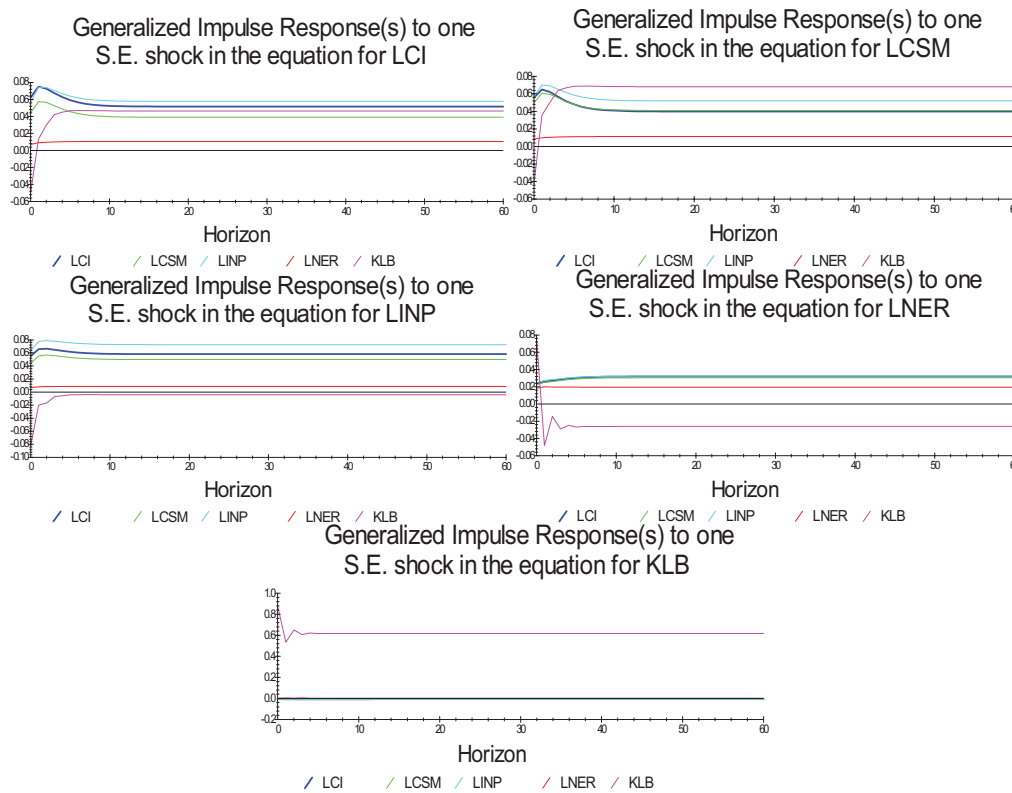 Generalized Impulse Response(s) to one
S.E. shock in the equation for LCI
0.08
0.06
0.04
0.02
0.00
-0.02
-0.04
-0.06
0 10 20 30 40 50 60
Horizon
LCI LCSM LINP LNER KLB
Generalized Impulse Response(s) to one
S.E. shock in the equation for LCSM
0.08
0.06
0.04
0.02
0.00
-0.02
-0.04
-0.06
0 10 20 30 40 50 60
Horizon
LCI LCSM LINP LNER KLB
Generalized Impulse Response(s) to one
S.E. shock in the equation for LINP
0.08
0.06
0.04
0.02
0.00
-0.02
-0.04
-0.06
-0.08
-0.10
0 10 20 30 40 50 60
Horizon
LCI LCSM LINP LNER KLB
Generalized Impulse Response(s) to one
S.E. shock in the equation for LNER
0.08
0.06
0.04
0.02
0.00
-0.02
-0.04
-0.06
0 10 20 30 40 50 60
Horizon
LCI LCSM LINP LNER KLB
Generalized Impulse Response(s) to one
S.E. shock in the equation for KLB
1.0
0.8
0.6
0.4
0.2
0.0
-0.2
0 10 20 30 40 50 60
Horizon
LCI LCSM LINP LNER KLB